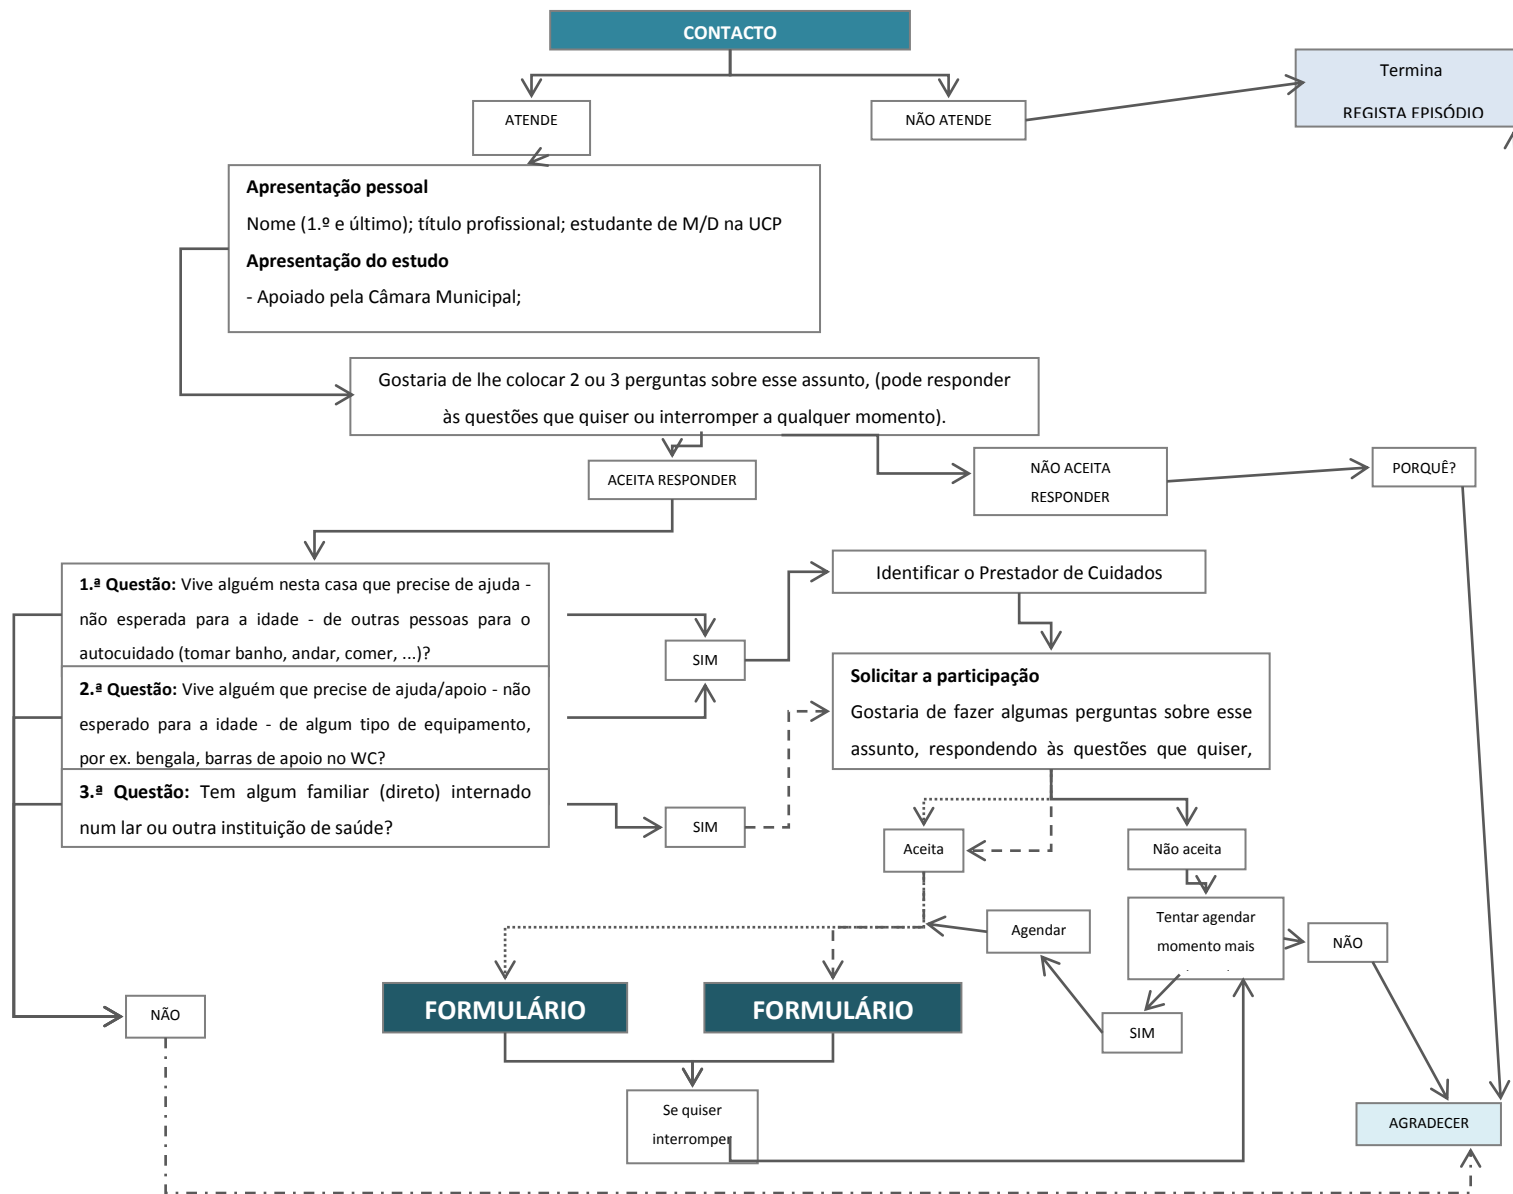 CONTACTO
Termina
REGISTA EPISÓDIO
ATENDE
NÃO ATENDE
Apresentação pessoal
Nome (1.º e último); título profissional; estudante de M/D na UCP
Apresentação do estudo
- Apoiado pela Câmara Municipal;
Gostaria de lhe colocar 2 ou 3 perguntas sobre esse assunto, (pode responder
às questões que quiser ou interromper a qualquer momento).
ACEITA RESPONDER
NÃO ACEITA
RESPONDER
PORQUÊ?
1.ª Questão: Vive alguém nesta casa que precise de ajuda -
não esperada para a idade - de outras pessoas para o
autocuidado (tomar banho, andar, comer, ...)?
2.ª Questão: Vive alguém que precise de ajuda/apoio - não
esperado para a idade - de algum tipo de equipamento,
por ex. bengala, barras de apoio no WC?
3.ª Questão: Tem algum familiar (direto) internado
num lar ou outra instituição de saúde?
SIM
SIM
Identificar o Prestador de Cuidados
Solicitar a participação
Gostaria de fazer algumas perguntas sobre esse
assunto, respondendo às questões que quiser,
Aceita
Não aceita
Agendar
Tentar agendar
momento mais
NÃO
SIM
NÃO
FORMULÁRIO
FORMULÁRIO
Se quiser
interromper
AGRADECER